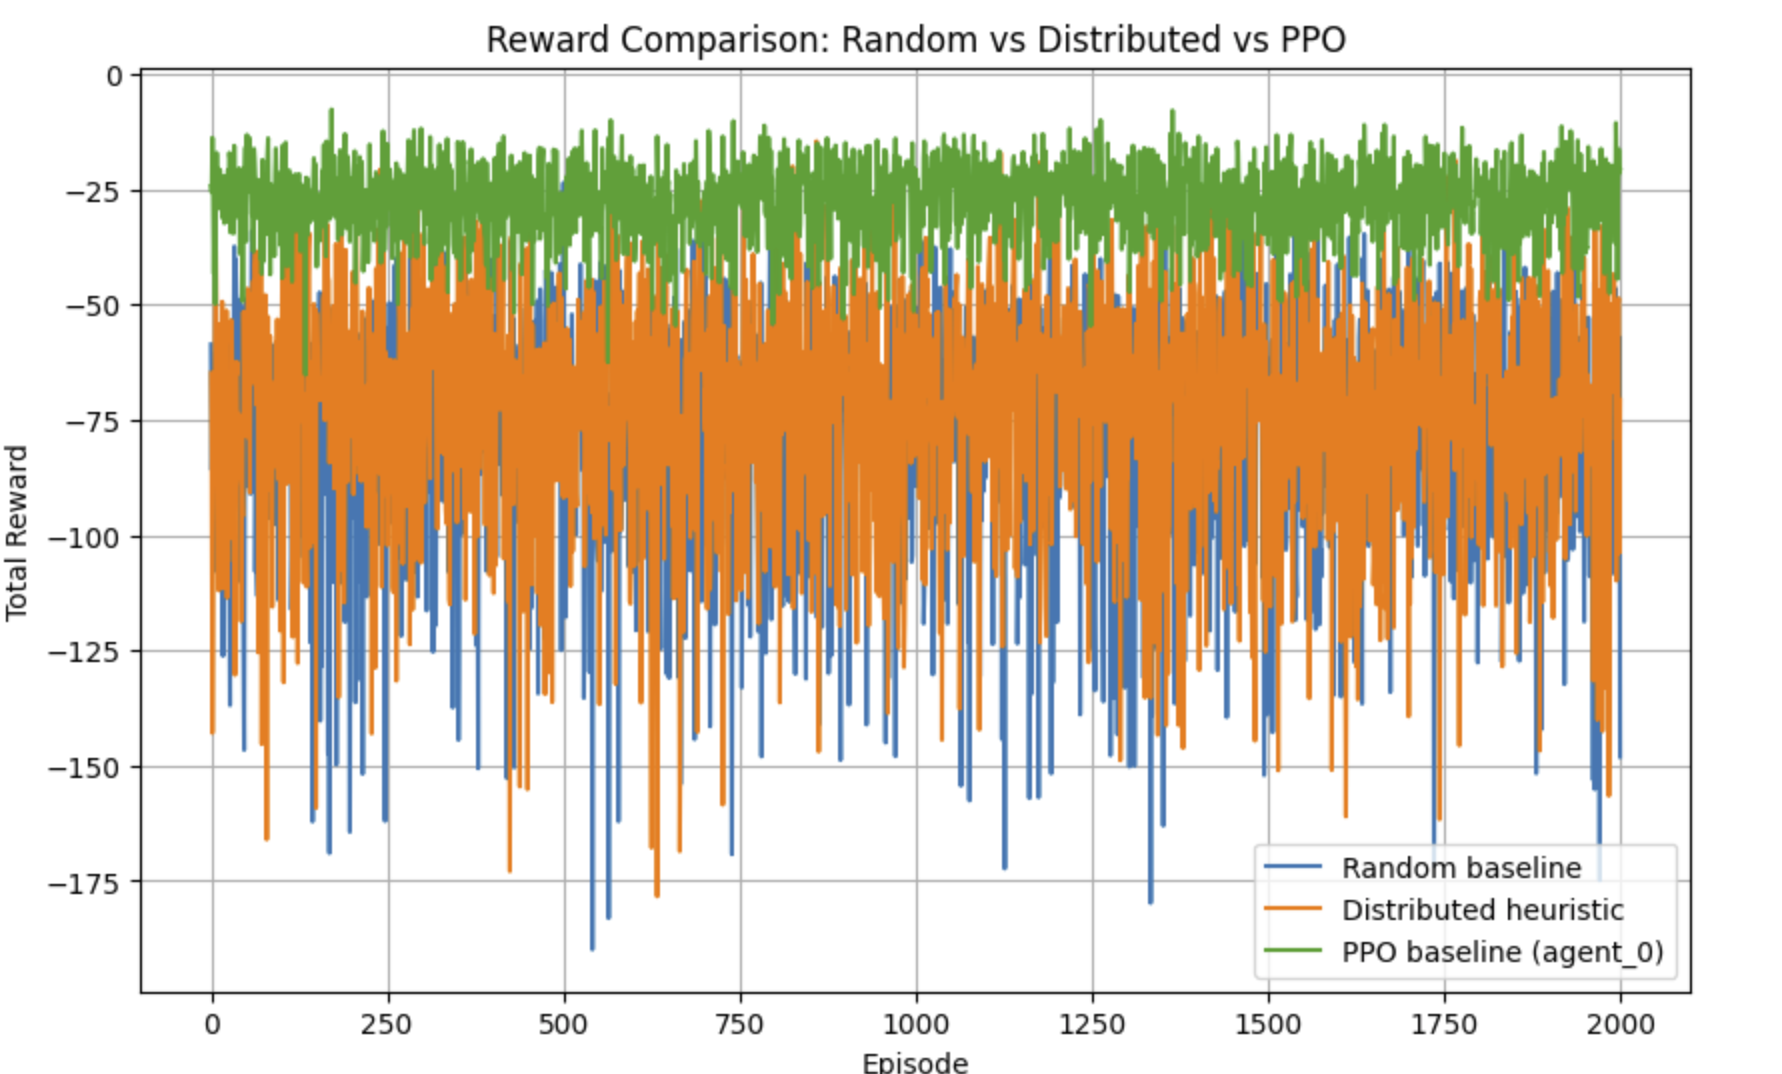 Reward Comparison: Random vs Distributed vs PPO
Total Reward
0
−25
−50
−75
−100
−125
−150
−175
0 250 500 750 1000 1250 1500 1750 2000
Episode
Random baseline
Distributed heuristic
PPO baseline (agent_0)